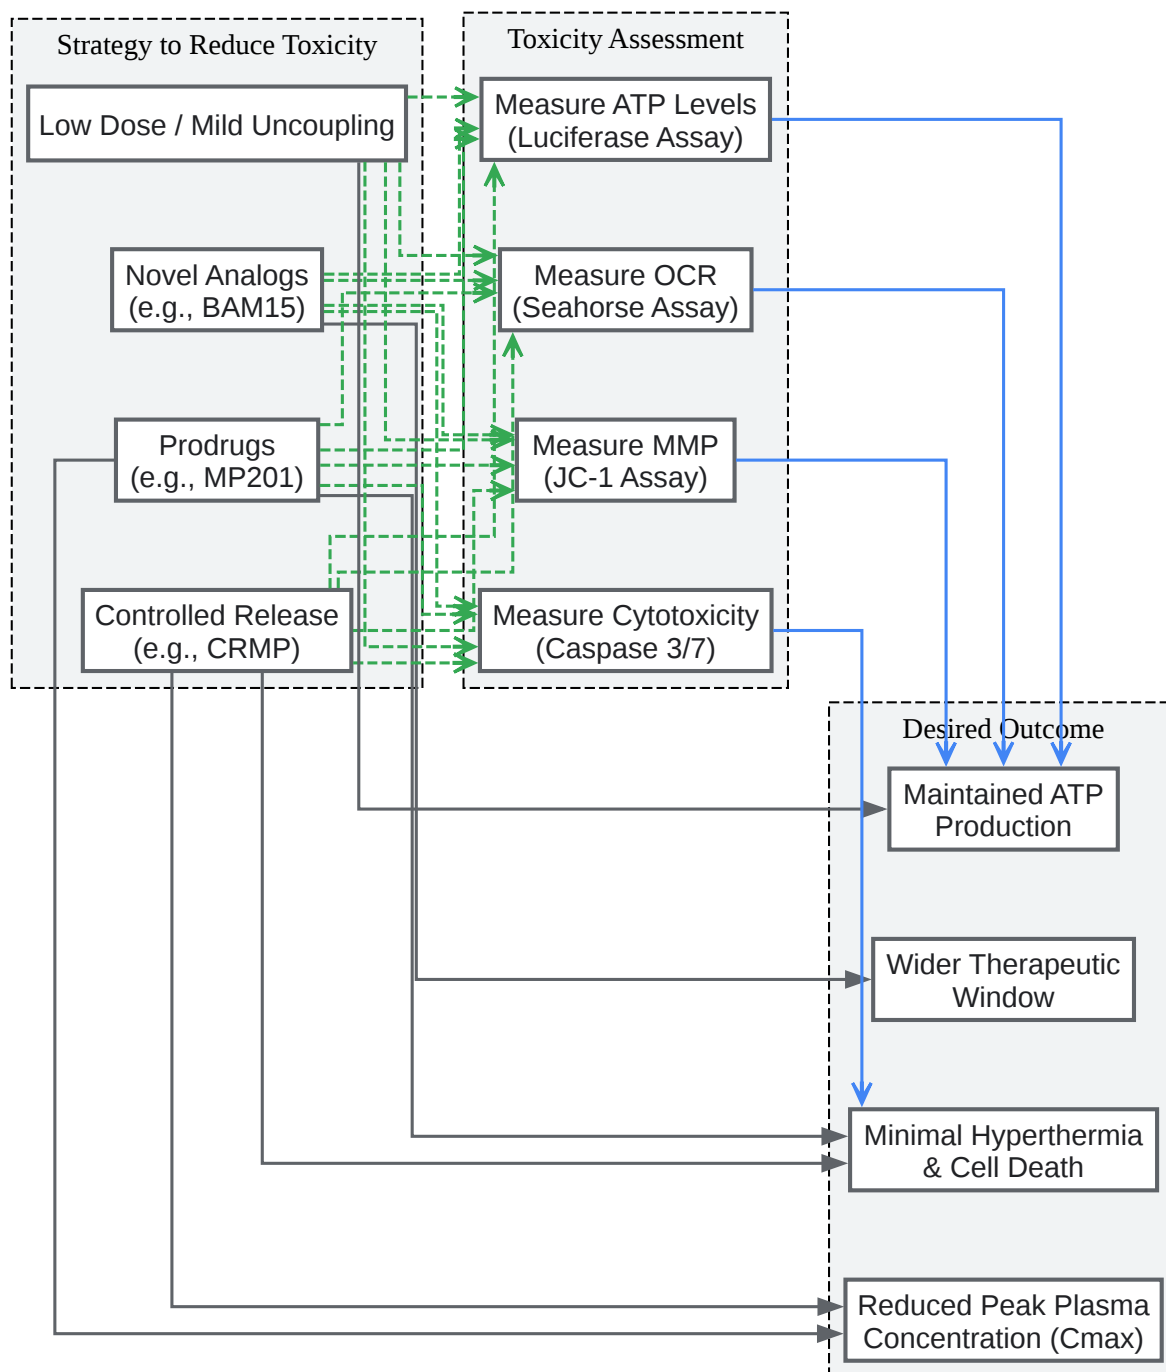 Strategy to Reduce Toxicity
Low Dose / Mild Uncoupling
Novel Analogs
(e.g., BAM15)
Prodrugs
(e.g., MP201)
Controlled Release
(e.g., CRMP)
Toxicity Assessment
Measure ATP Levels
(Luciferase Assay)
Measure OCR
(Seahorse Assay)
Measure MMP
(JC-1 Assay)
Measure Cytotoxicity
(Caspase 3/7)
Desired Outcome
Maintained ATP
Production
Wider Therapeutic
Window
Minimal Hyperthermia
& Cell Death
Reduced Peak Plasma
Concentration (Cmax)